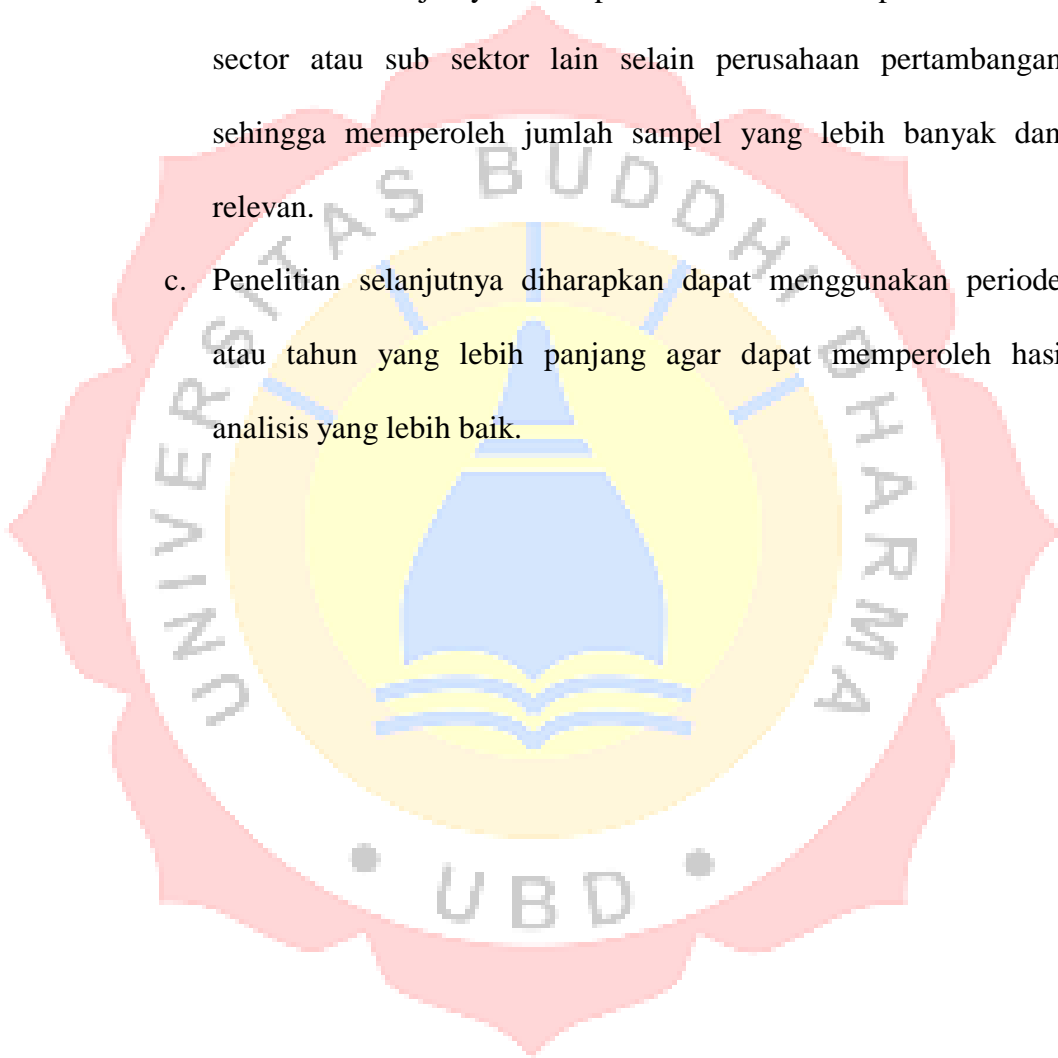 sector atau sub sektor lain selain perusahaan pertambangan
sehingga memperoleh jumlah sampel yang lebih banyak dan
relevan.
c. Penelitian selanjutnya diharapkan dapat menggunakan periode
atau tahun yang lebih panjang agar dapat memperoleh hasi
analisis yang lebih baik.
UNIVERSITAS BUDDHI DHARMA
• UBD •